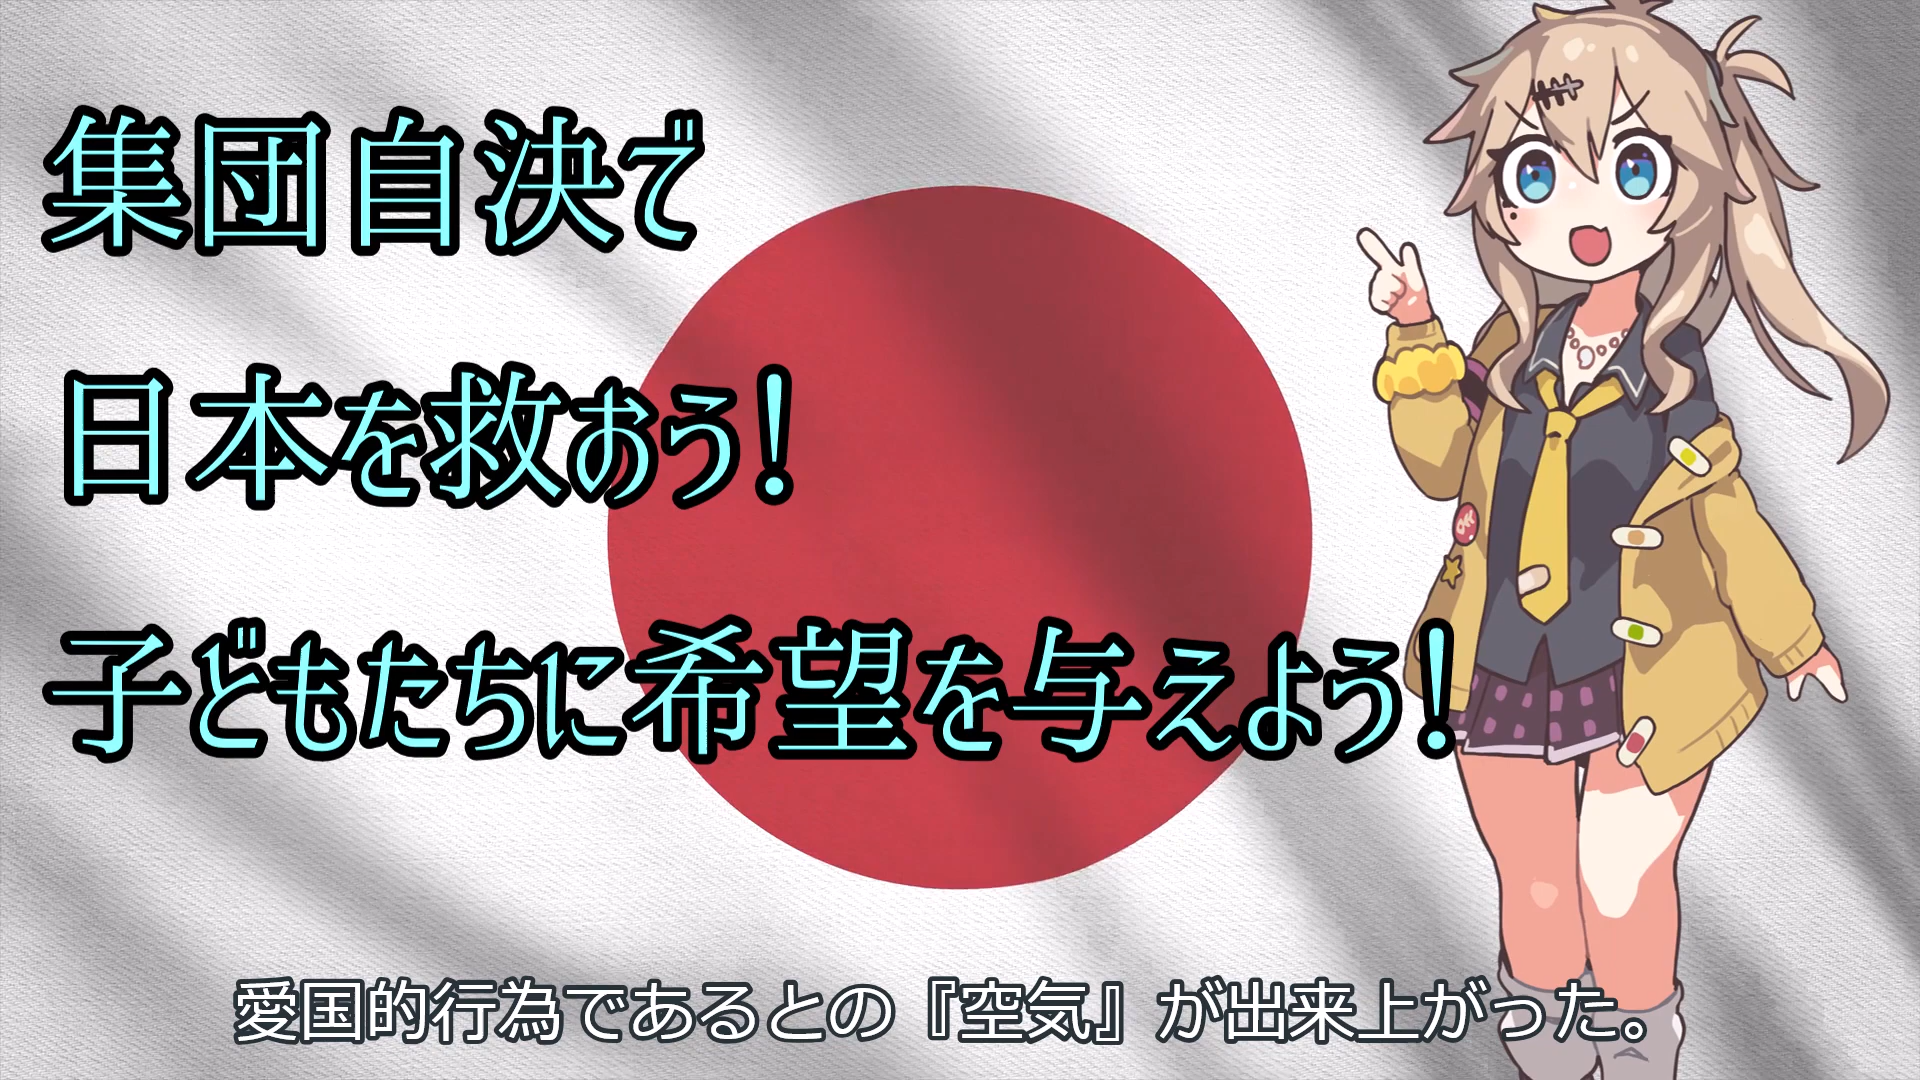 集団自決で
日本を救おう!
子どもたちに希望を与えよう!
愛国的行為であるとの『空気』が出来上がった。